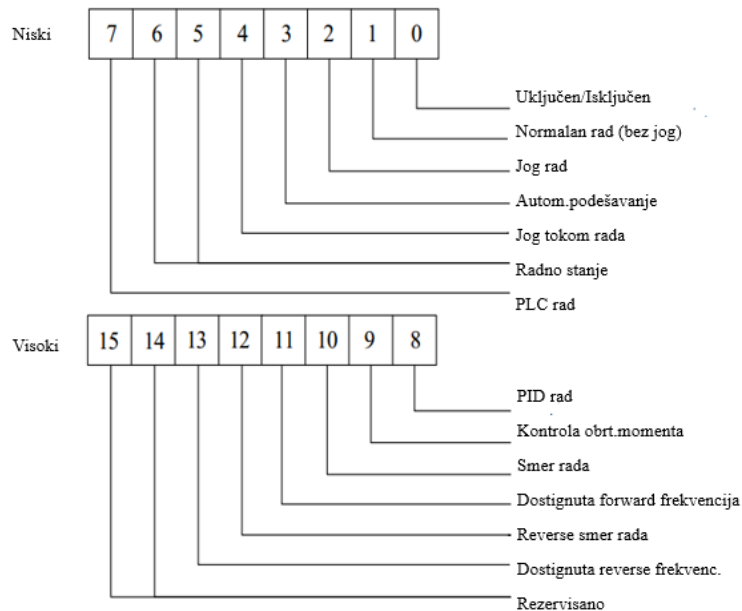 Niski
7 6 5 4 3 2 1 0
Uključen/Isključen
Normalan rad (bez jog)
Jog rad
Autom.podešavanje
Jog tokom rada
Radno stanje
PLC rad
Visoki
15 14 13 12 11 10 9 8
PID rad
Kontrola obrt.momenta
Smer rada
Dostignuta forward frekvencija
Reverse smer rada
Dostignuta reverse frekvenc.
Rezervisano